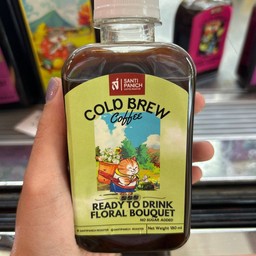 SANTI
PANICH
COLD BREW
Coffee
READY TO DRINK
FLORAL BOUQUET
NO SUGAR ADDED
Net Weight 180 ml